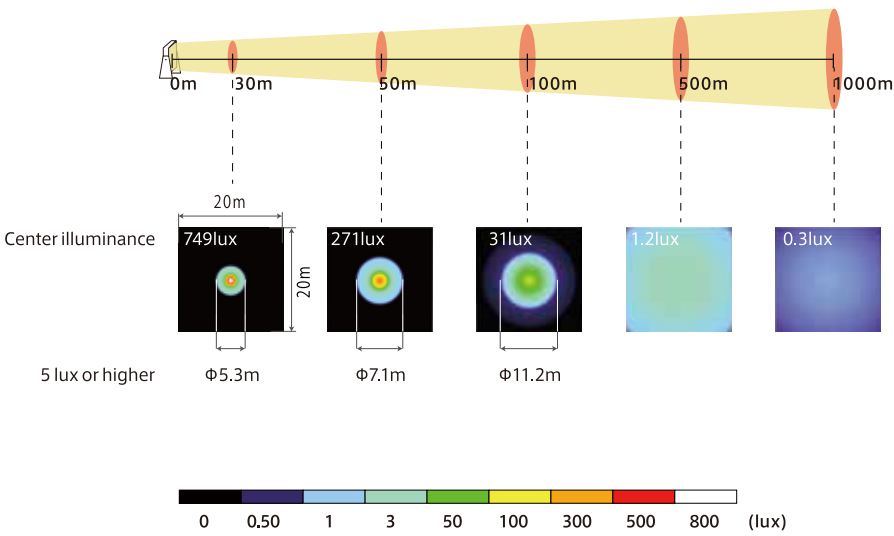 0m 30m 50m 100m 500m 1000m
20m
Center illuminance 749lux 271lux 31lux 1.2lux 0.3lux
20m
5 lux or higher Φ5.3m Φ7.1m Φ11.2m
0 0.50 1 3 50 100 300 500 800 (lux)